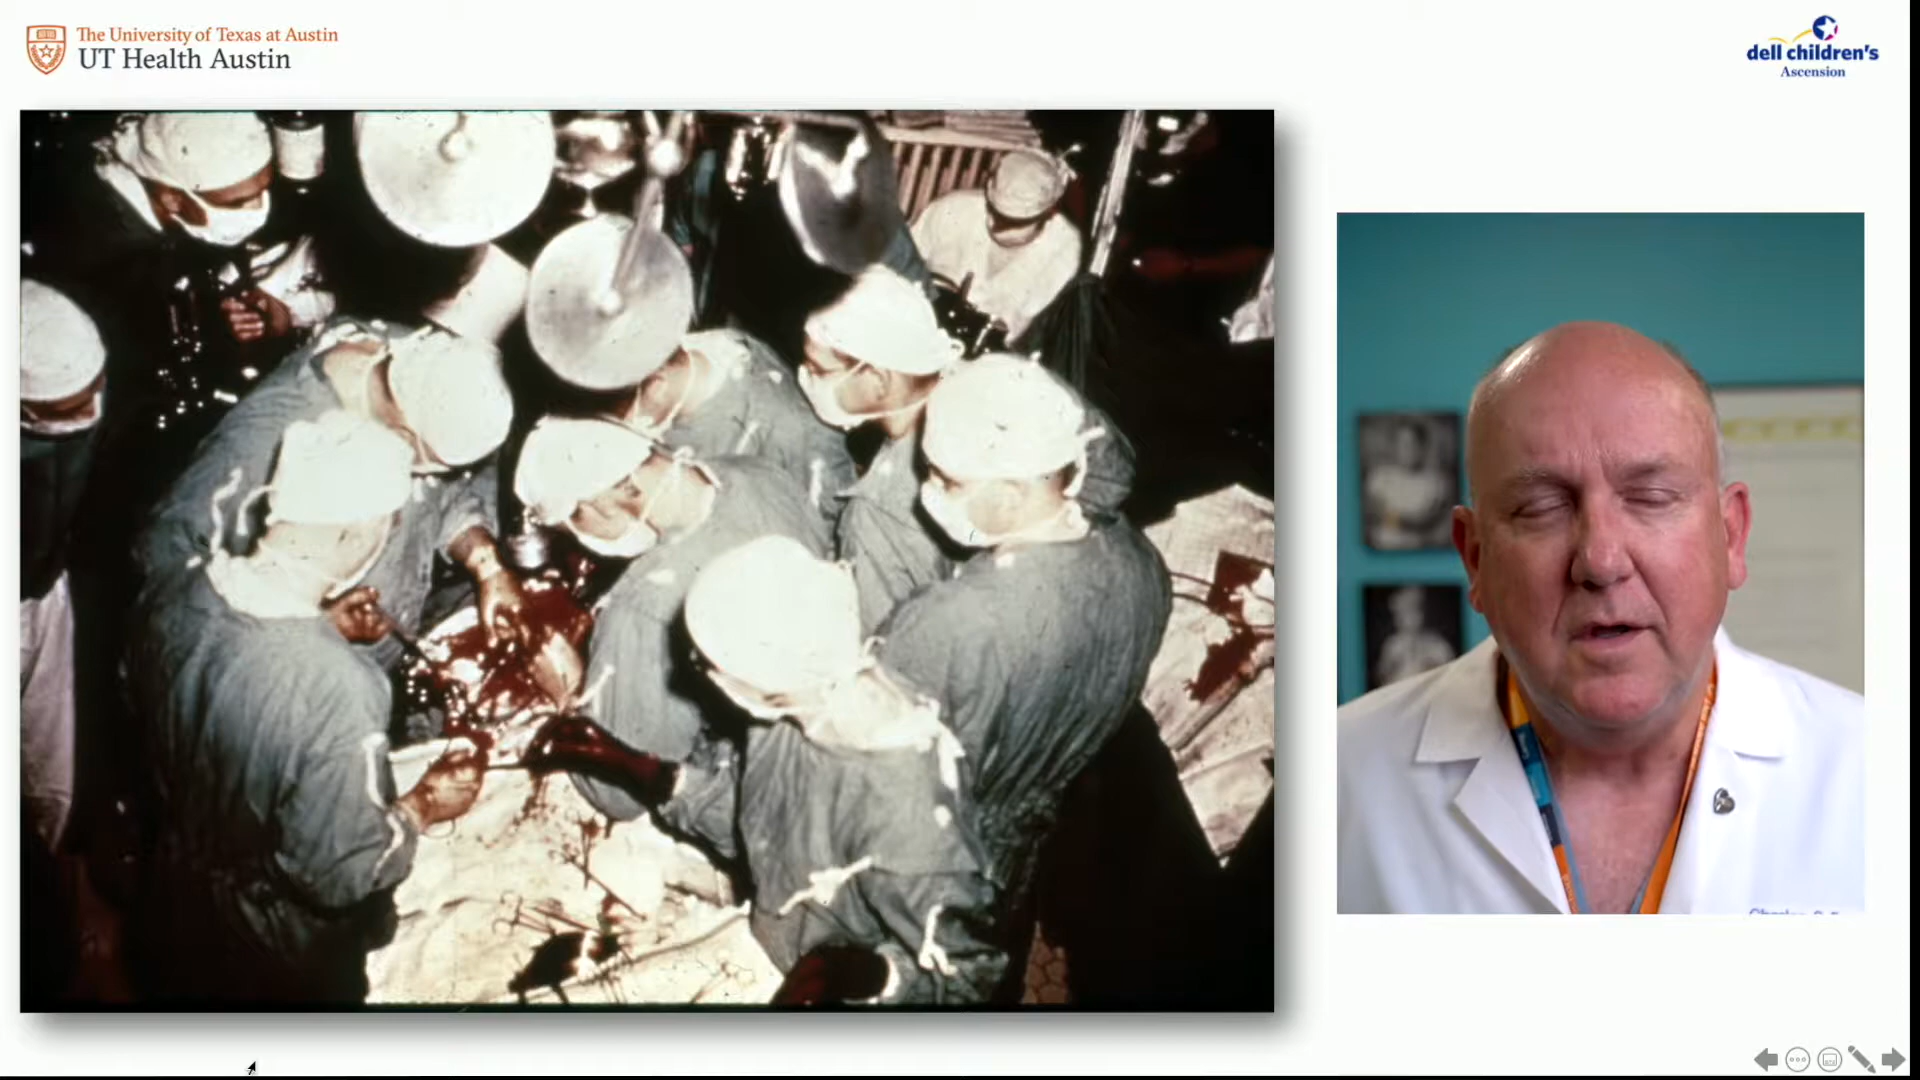 The University of Texas at Austin
UT Health Austin
dell children's
Ascension